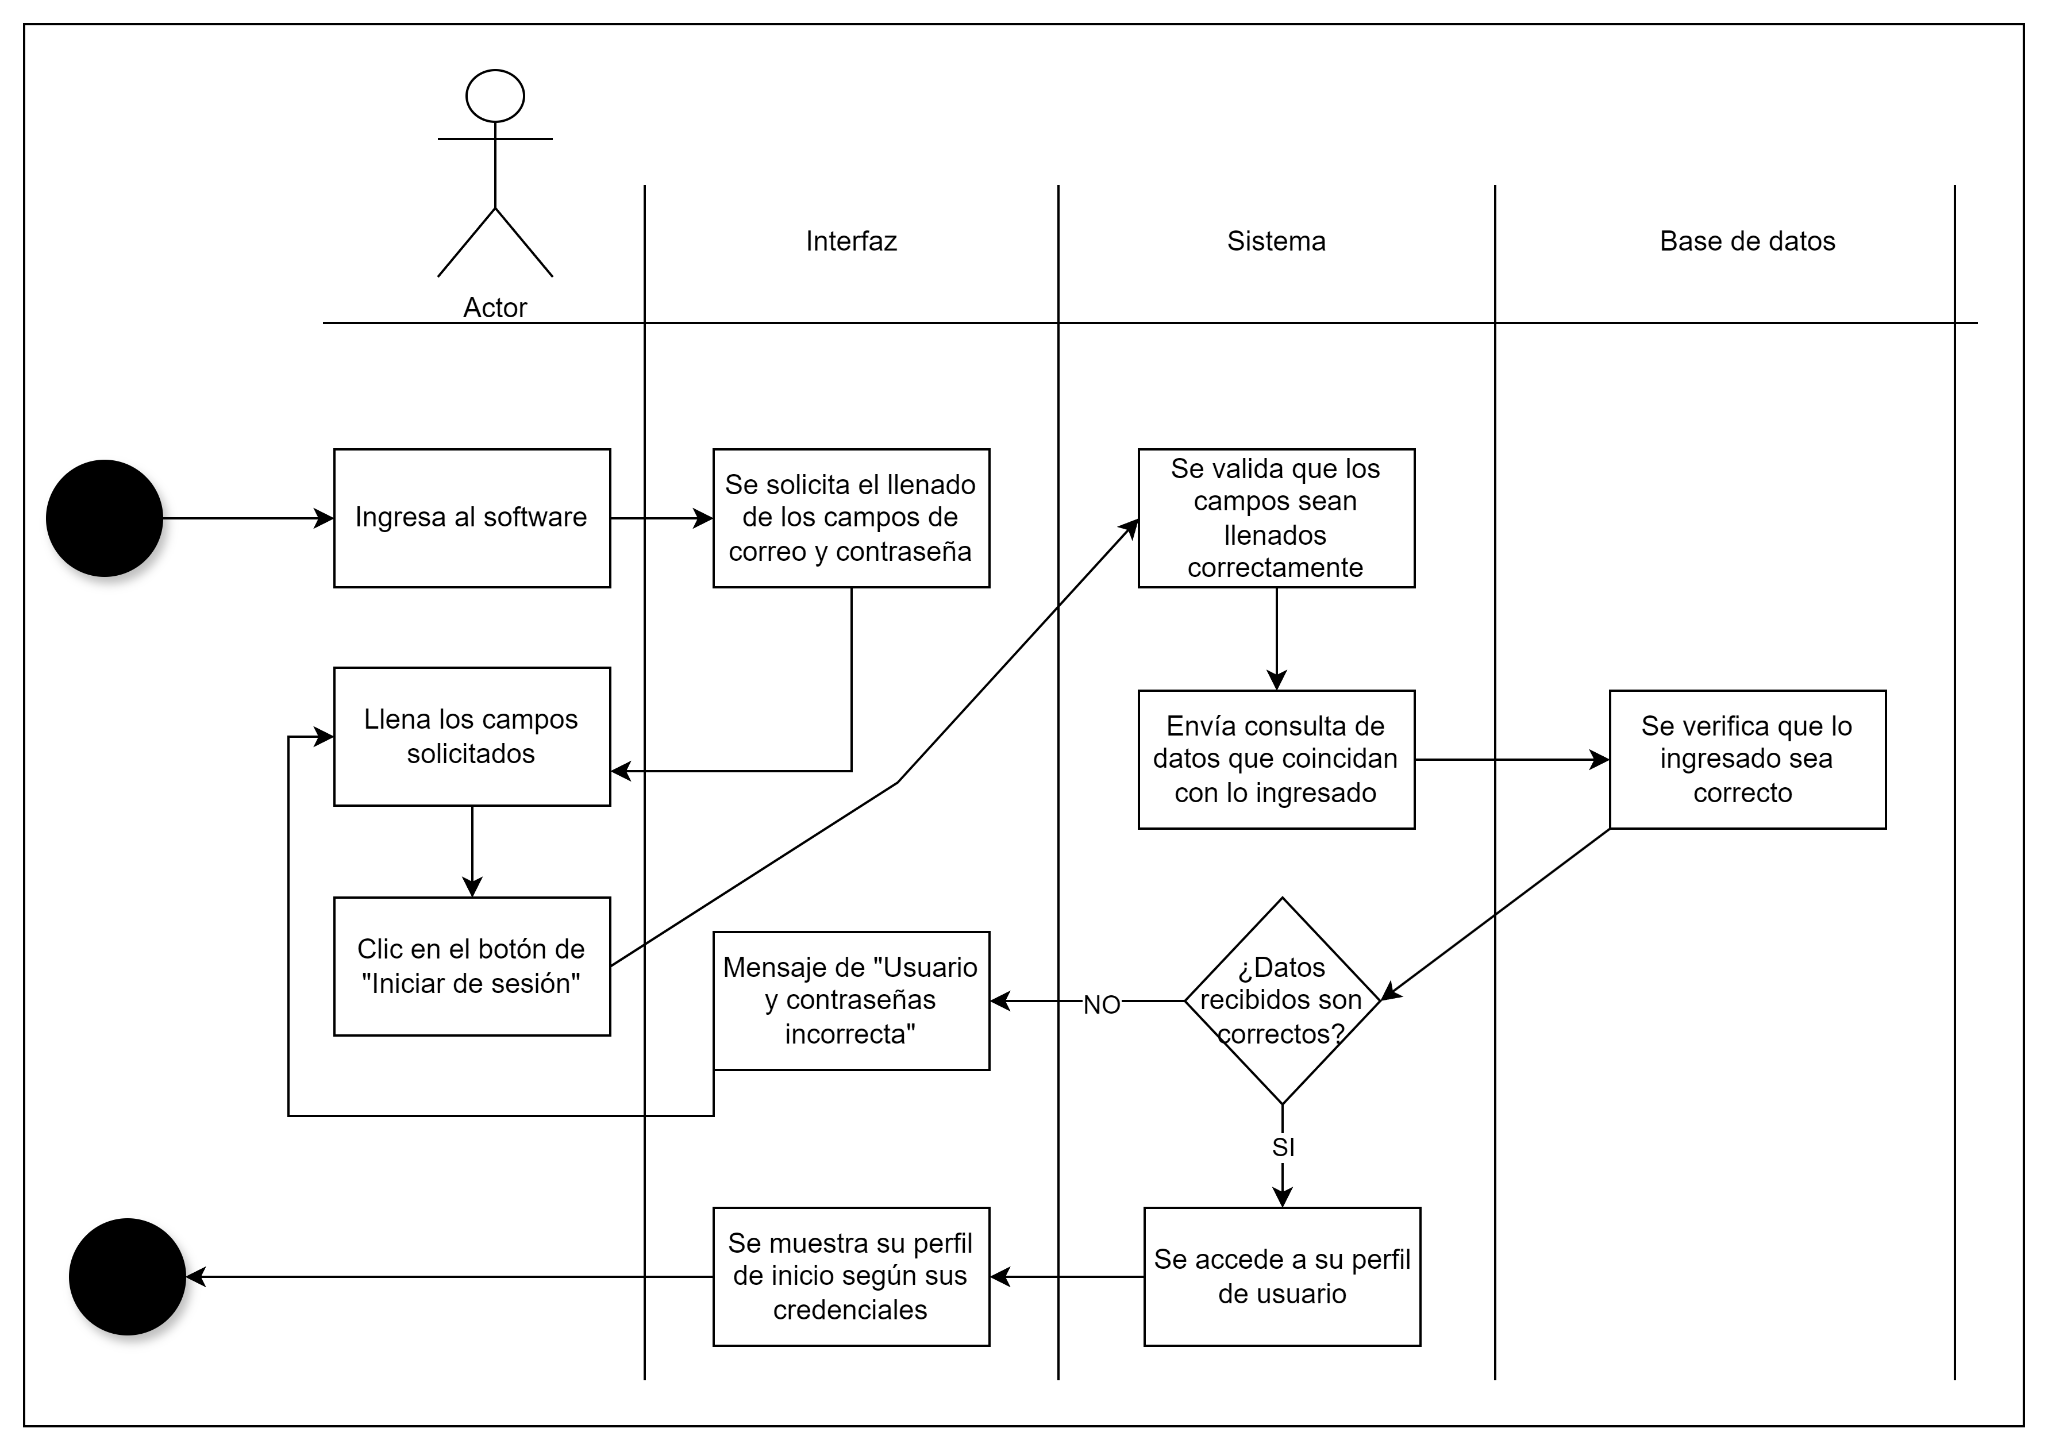 Actor
Interfaz
Sistema
Base de datos
Ingresa al software
Se solicita el llenado
de los campos de
correo y contraseña
Se valida que los
campos sean
llenados
correctamente
Llena los campos
solicitados
Envía consulta de
datos que coincidan
con lo ingresado
Se verifica que lo
ingresado sea
correcto
Clic en el botón de
"Iniciar de sesión"
Mensaje de "Usuario
y contraseñas
incorrecta"
NO
¿Datos
recibidos son
correctos?
SI
Se muestra su perfil
de inicio según sus
credenciales
Se accede a su perfil
de usuario